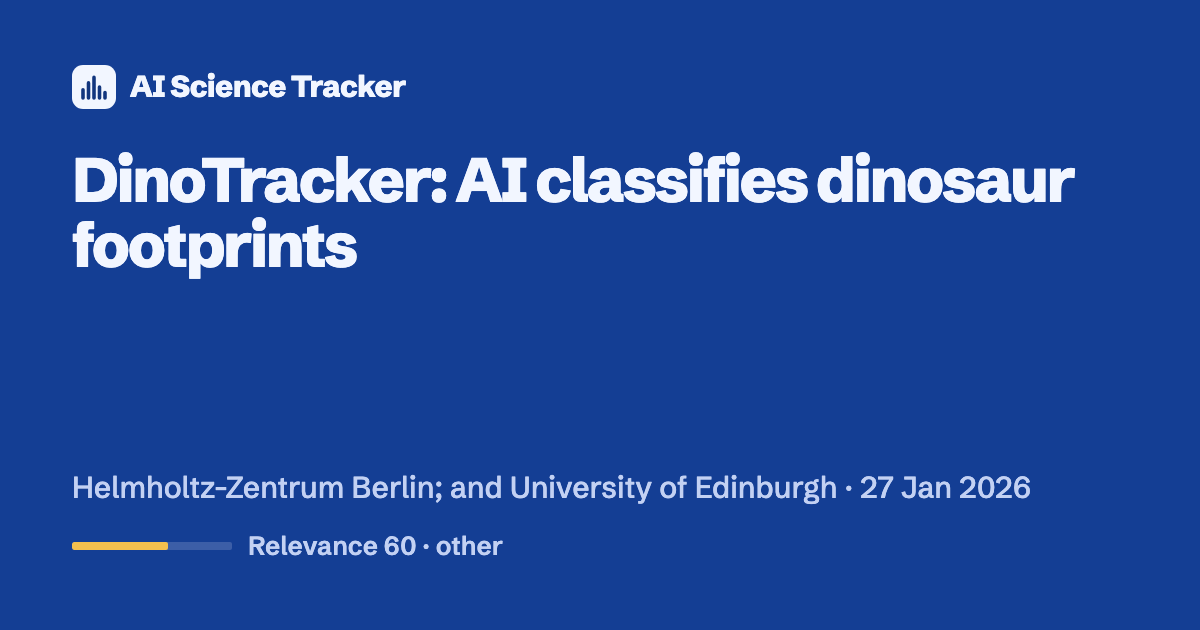 AI Science Tracker
DinoTracker: AI classifies dinosaur
footprints
Helmholtz-Zentrum Berlin; and University of Edinburgh · 27 Jan 2026
Relevance 60 · other